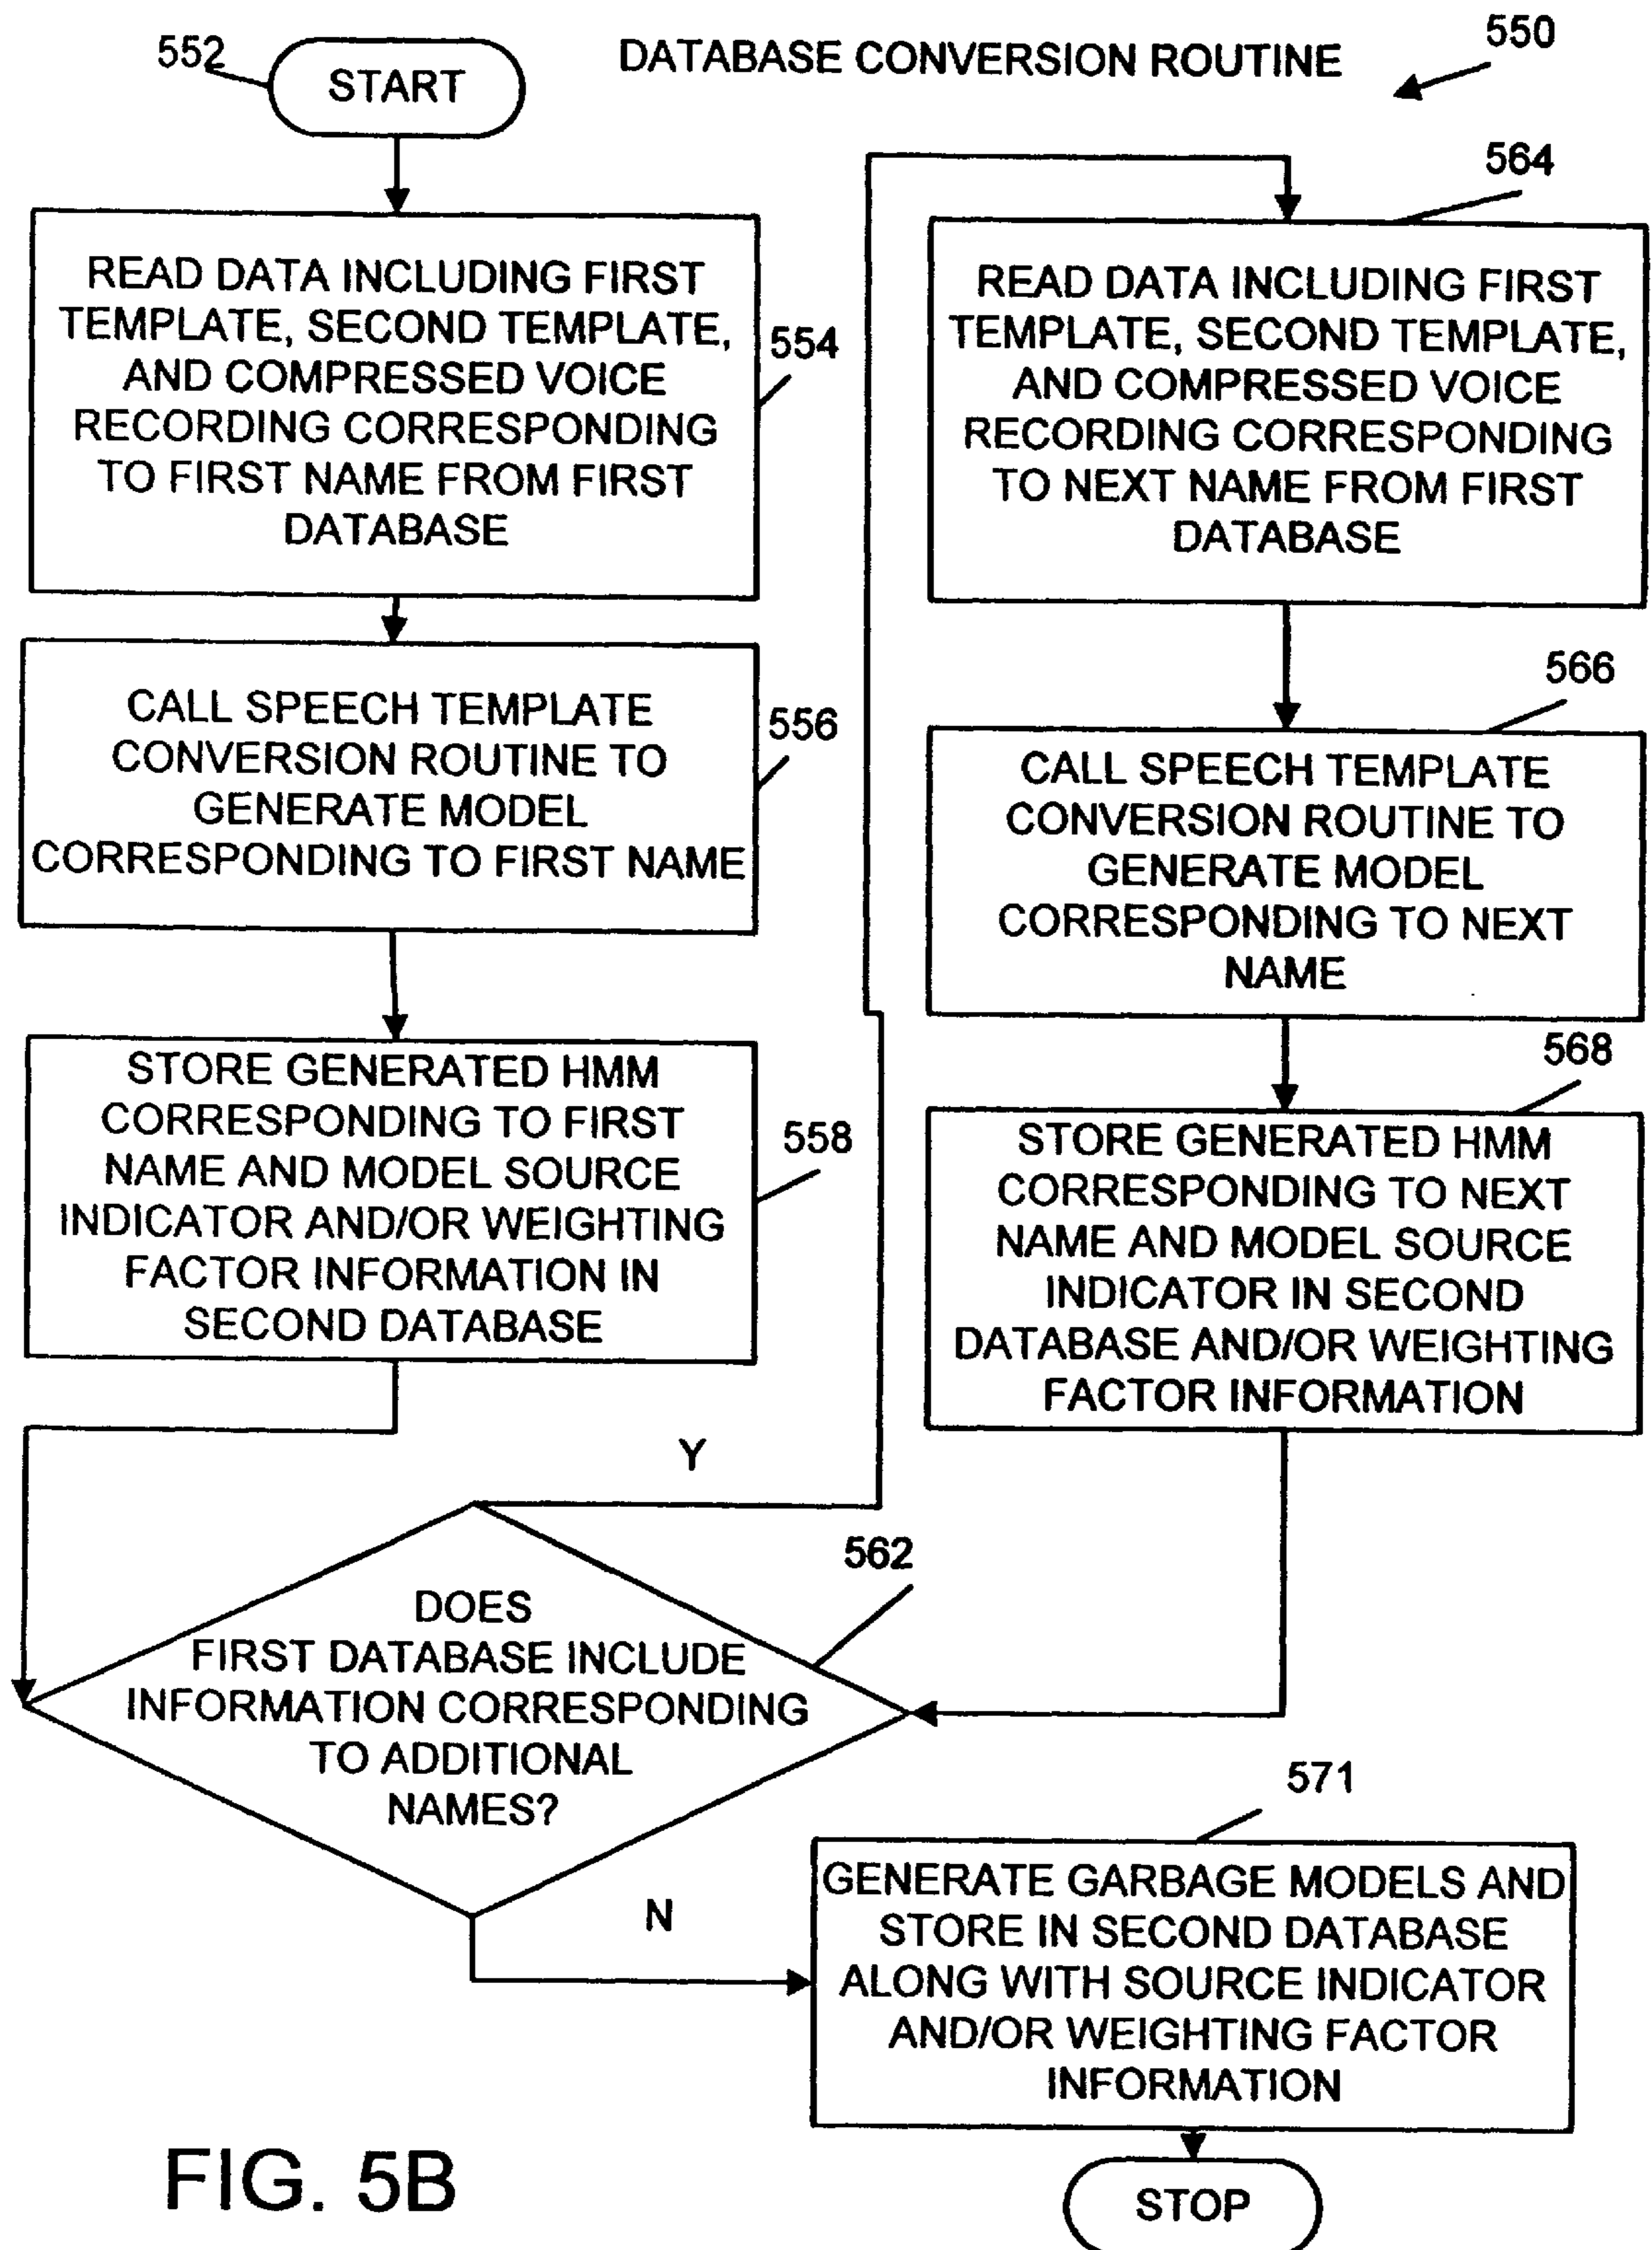 DATABASE CONVERSION ROUTINE
550
552
START
READ DATA INCLUDING FIRST
TEMPLATE, SECOND TEMPLATE,
AND COMPRESSED VOICE
RECORDING CORRESPONDING
TO FIRST NAME FROM FIRST
DATABASE
554
CALL SPEECH TEMPLATE
CONVERSION ROUTINE TO
GENERATE MODEL
CORRESPONDING TO FIRST NAME
556
STORE GENERATED HMM
CORRESPONDING TO FIRST
NAME AND MODEL SOURCE
INDICATOR AND/OR WEIGHTING
FACTOR INFORMATION IN
SECOND DATABASE
558
Y
562
DOES
FIRST DATABASE INCLUDE
INFORMATION CORRESPONDING
TO ADDITIONAL
NAMES?
N
564
READ DATA INCLUDING FIRST
TEMPLATE, SECOND TEMPLATE,
AND COMPRESSED VOICE
RECORDING CORRESPONDING
TO NEXT NAME FROM FIRST
DATABASE
566
CALL SPEECH TEMPLATE
CONVERSION ROUTINE TO
GENERATE MODEL
CORRESPONDING TO NEXT
NAME
568
STORE GENERATED HMM
CORRESPONDING TO NEXT
NAME AND MODEL SOURCE
INDICATOR IN SECOND
DATABASE AND/OR WEIGHTING
FACTOR INFORMATION
571
GENERATE GARBAGE MODELS AND
STORE IN SECOND DATABASE
ALONG WITH SOURCE INDICATOR
AND/OR WEIGHTING FACTOR
INFORMATION
STOP
FIG. 5B